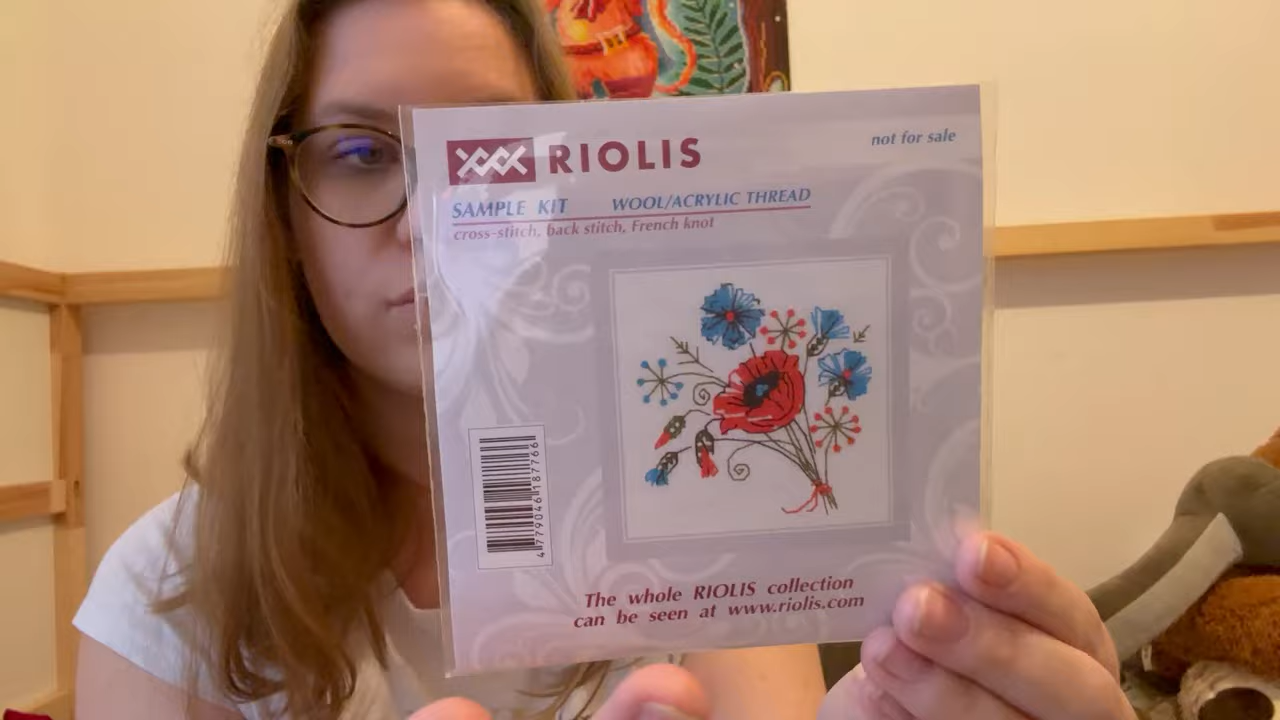 RIOLIS
not for sale
SAMPLE KIT WOOL/ACRYLIC THREAD
cross-stitch, back stitch, French knot
4779046187766
The whole RIOLIS collection
can be seen at www.riolis.com